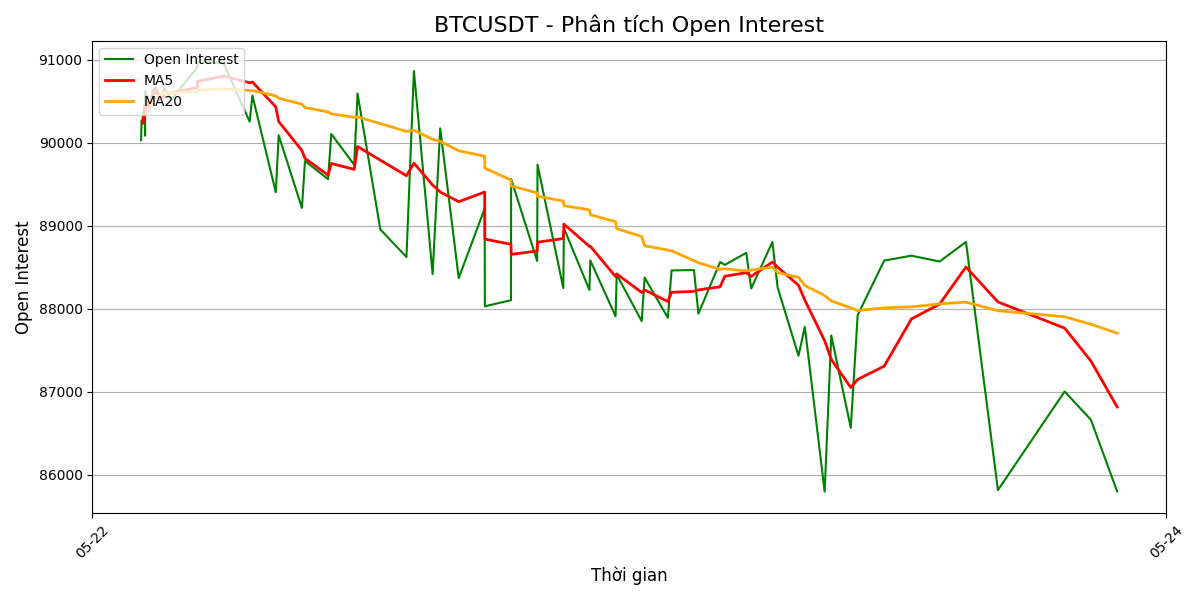 BTCUSDT - Phân tích Open Interest
Open Interest
MA5
MA20
91000
90000
89000
88000
87000
86000
Open Interest
05-22
05-24
Thời gian